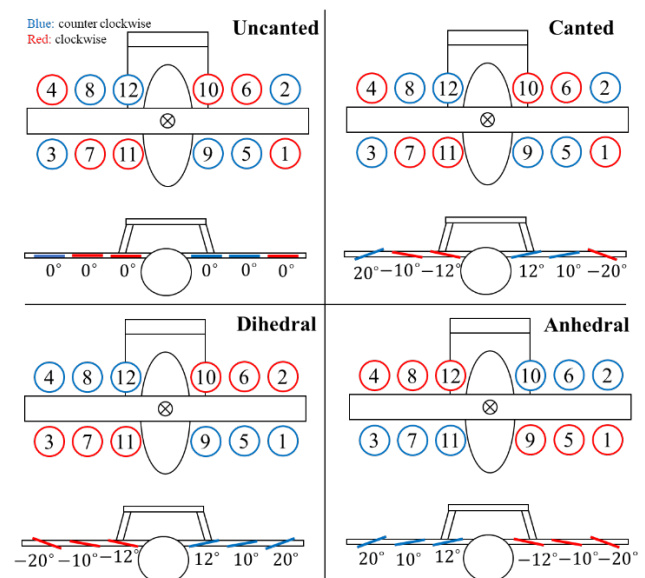 Blue: counter clockwise
Red: clockwise
Uncanted
4 8 12 10 6 2
3 7 11 9 5 1
0° 0° 0° 0° 0° 0°
Canted
4 8 12 10 6 2
3 7 11 9 5 1
20° −10° −12° 12° 10° −20°
Dihedral
4 8 12 10 6 2
3 7 11 9 5 1
−20° −10° −12° 12° 10° 20°
Anhedral
4 8 12 10 6 2
3 7 11 9 5 1
20° 10° 12° −12° −10° −20°